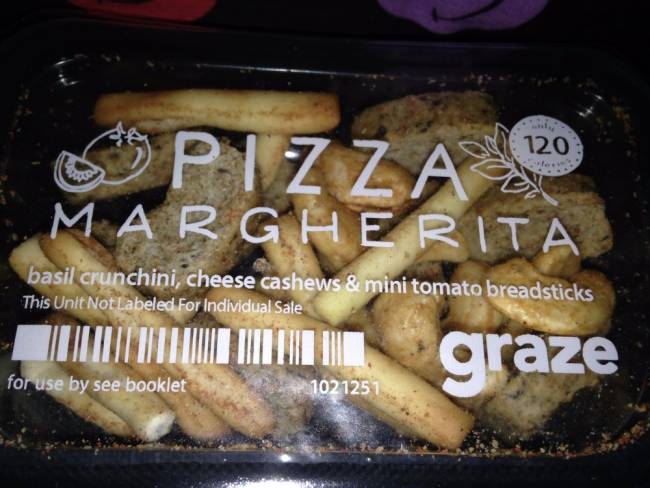 PIZZA
only
120
calories!
MARGHERITA
basil crunchini, cheese cashews & mini tomato breadsticks
This Unit Not Labeled For Individual Sale
graze
for use by see booklet
1021251